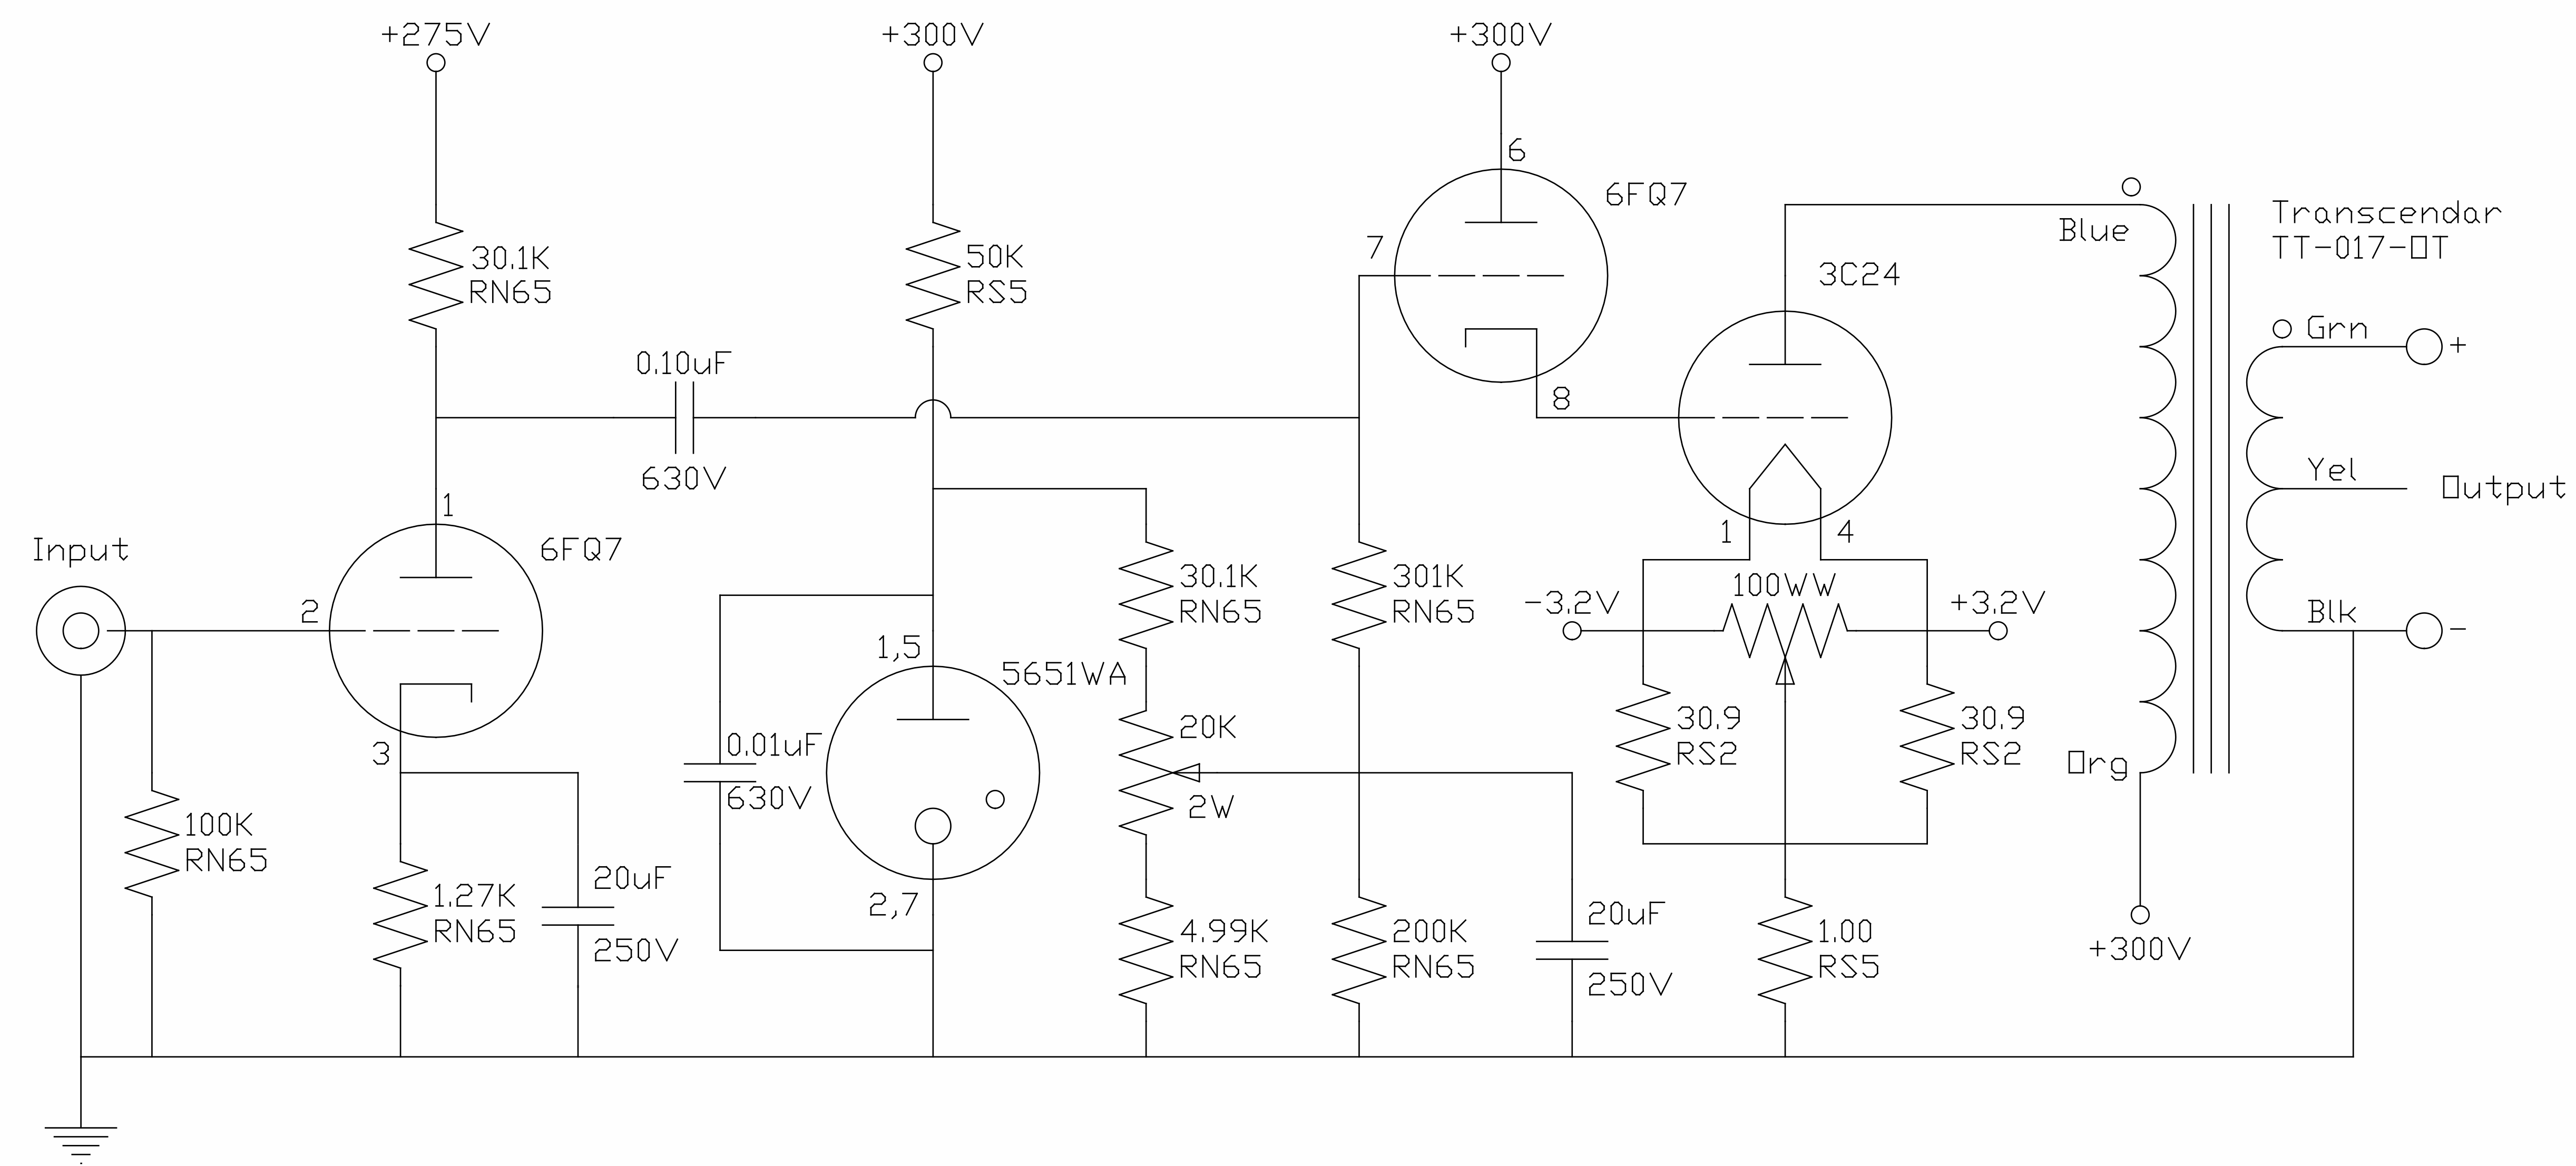 +275V
+300V
+300V
6
6FQ7
7
Transcendar
TT-017-OT
Blue
30.1K
RN65
50K
RS5
3C24
Grn
+
0.10uF
630V
8
Yel
Output
1
1
4
Input
6FQ7
2
30.1K
RN65
301K
RN65
100WW
-3.2V
+3.2V
Blk
-
1,5
5651WA
20K
2W
30.9
RS2
30.9
RS2
3
0.01uF
630V
Org
100K
RN65
1.27K
RN65
20uF
250V
2,7
4.99K
RN65
200K
RN65
20uF
250V
1.00
RS5
+300V